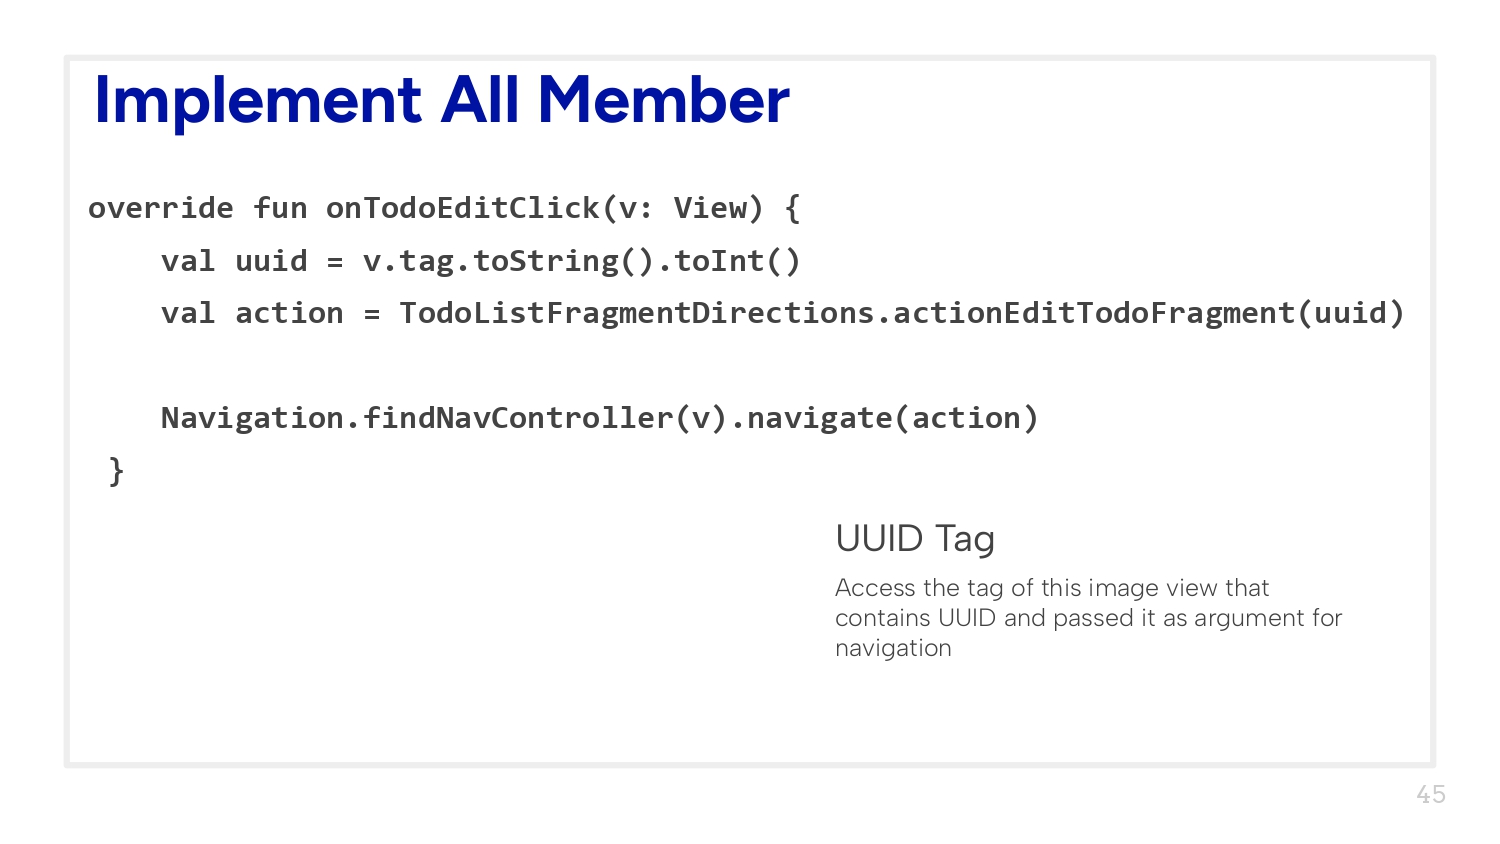 Implement All Member
override fun onTodoEditClick(v: View) {
    val uuid = v.tag.toString().toInt()
    val action = TodoListFragmentDirections.actionEditTodoFragment(uuid)
    Navigation.findNavController(v).navigate(action)
 }
UUID Tag
Access the tag of this image view that
contains UUID and passed it as argument for
navigation
45